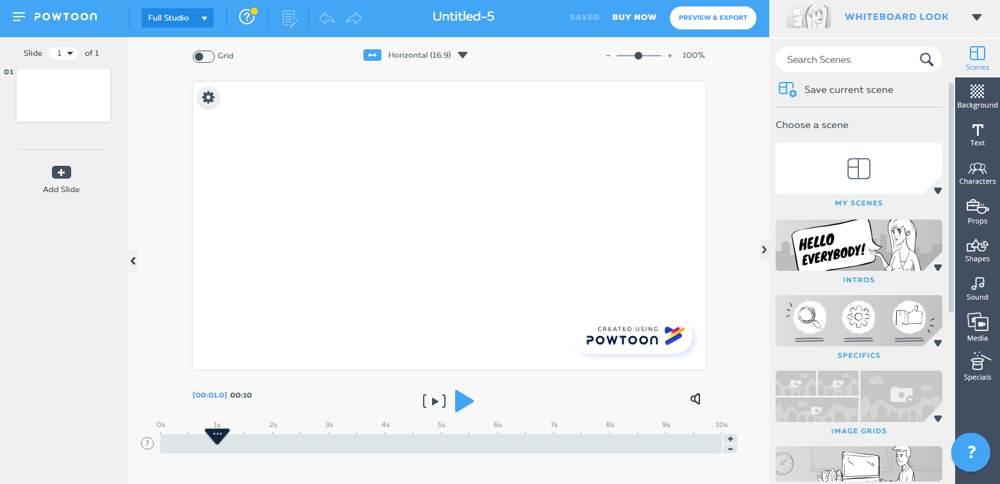 POWTOON
Full Studio
Untitled-5
SAVED
BUY NOW
PREVIEW & EXPORT
WHITEBOARD LOOK
Slide 1 of 1
01
Add Slide
Grid
Horizontal (16:9)
- + 100%
CREATED USING
POWTOON
[00:01.0] 00:10
0s 1s 2s 3s 4s 5s 6s 7s 8s 9s 10s
?
+
-
Search Scenes
Save current scene
Choose a scene
MY SCENES
HELLO
EVERYBODY!
INTROS
SPECIFICS
IMAGE GRIDS
Scenes
Background
Text
Characters
Props
Shapes
Sound
Media
Specials
?